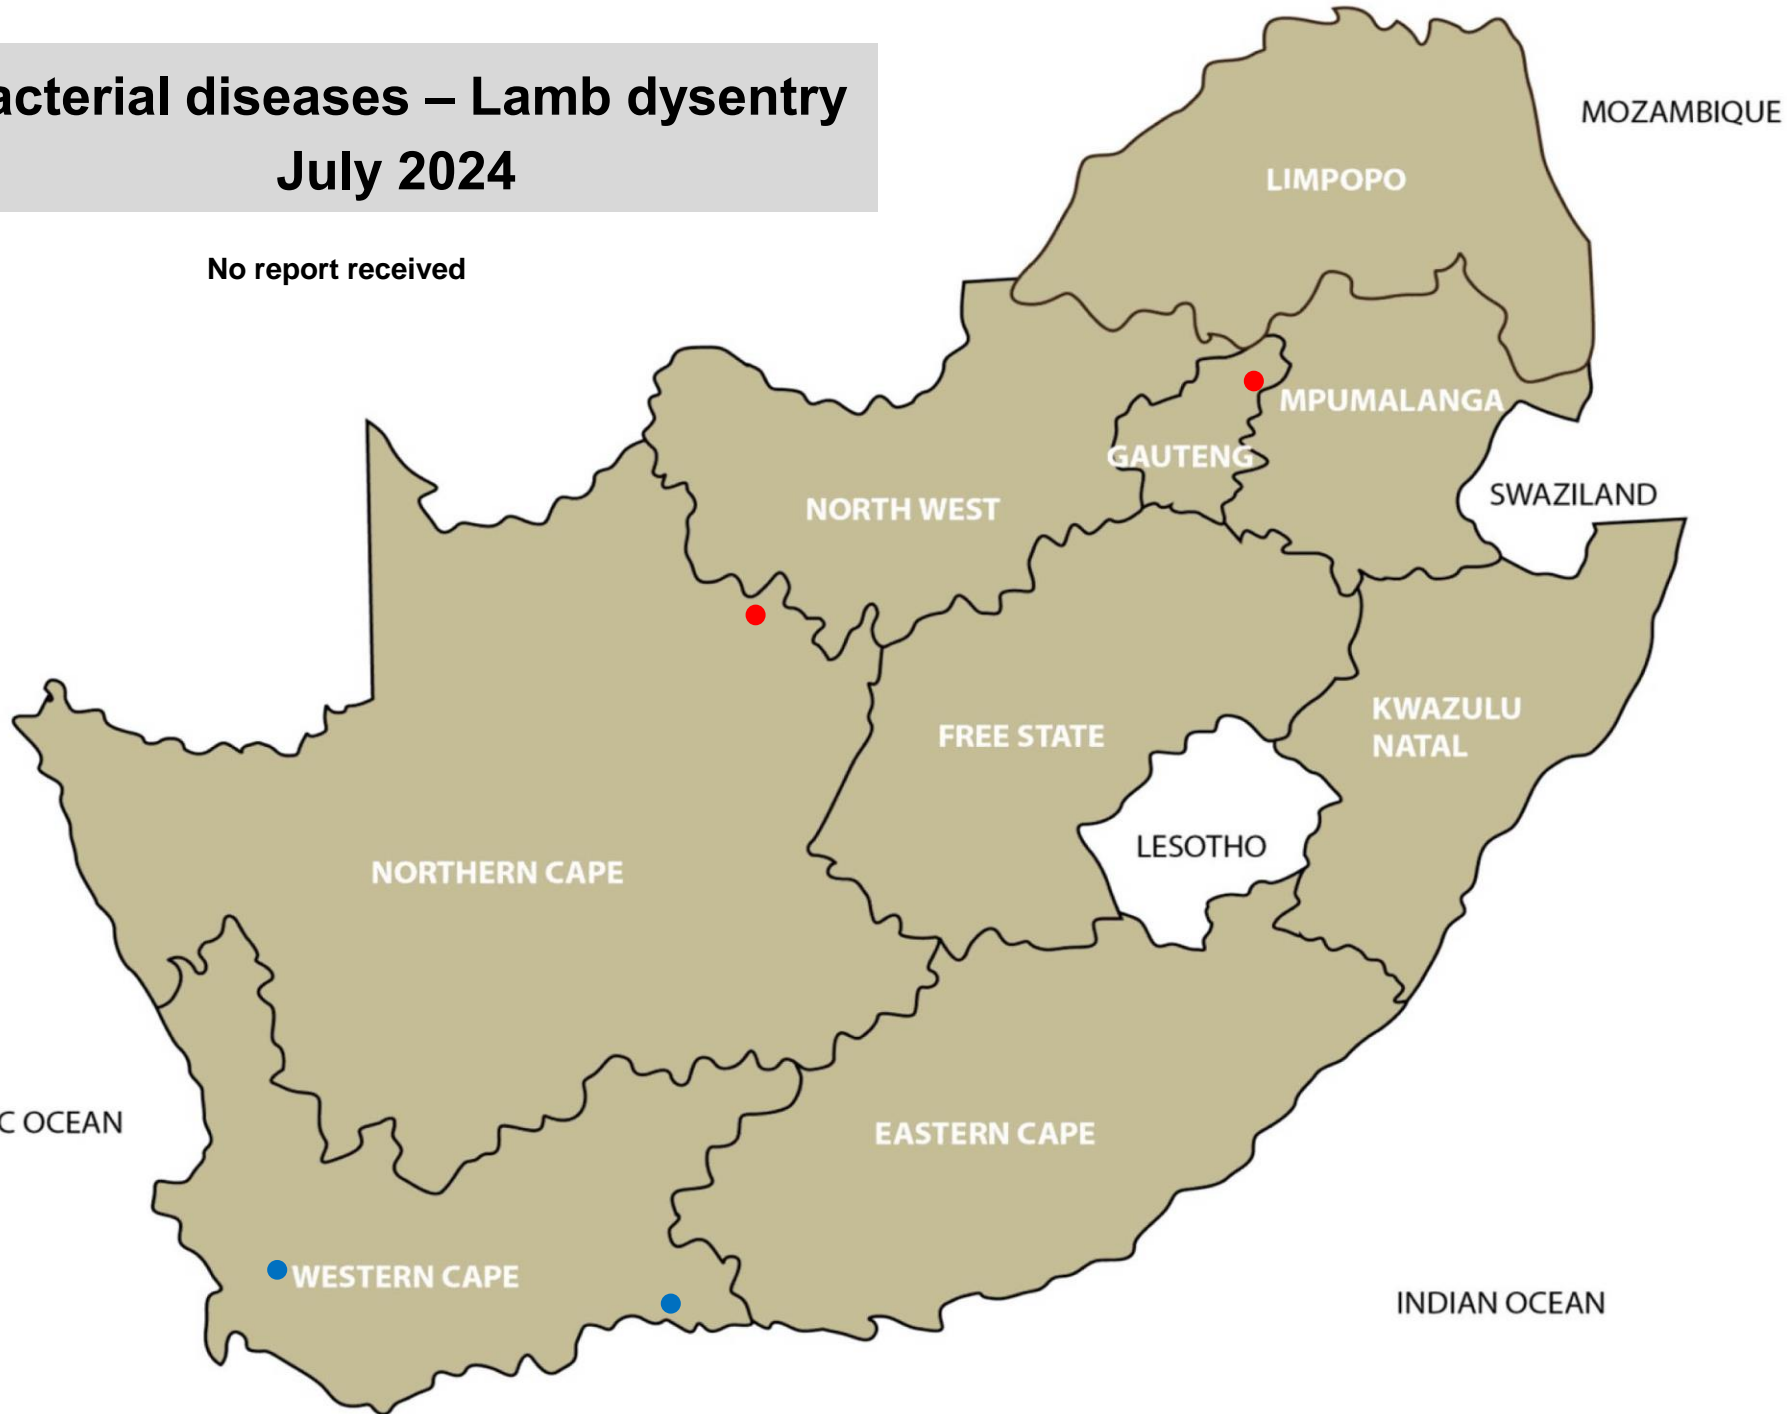 acterial diseases – Lamb dysentry
July 2024
No report received
MOZAMBIQUE
LIMPOPO
MPUMALANGA
GAUTENG
SWAZILAND
NORTH WEST
KWAZULU
NATAL
FREE STATE
LESOTHO
NORTHERN CAPE
C OCEAN
EASTERN CAPE
WESTERN CAPE
INDIAN OCEAN